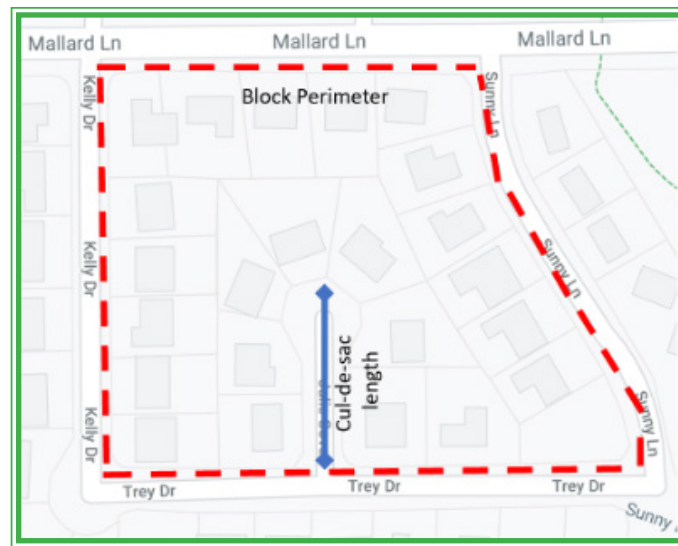 Mallard Ln
Mallard Ln
Mallard Ln
Kelly Dr
Block Perimeter
Sunny Ln
Kelly Dr
Sunny Ln
Cul-de-sac
length
Kelly Dr
Sunny Ln
Trey Dr
Trey Dr
Trey Dr
Sunny